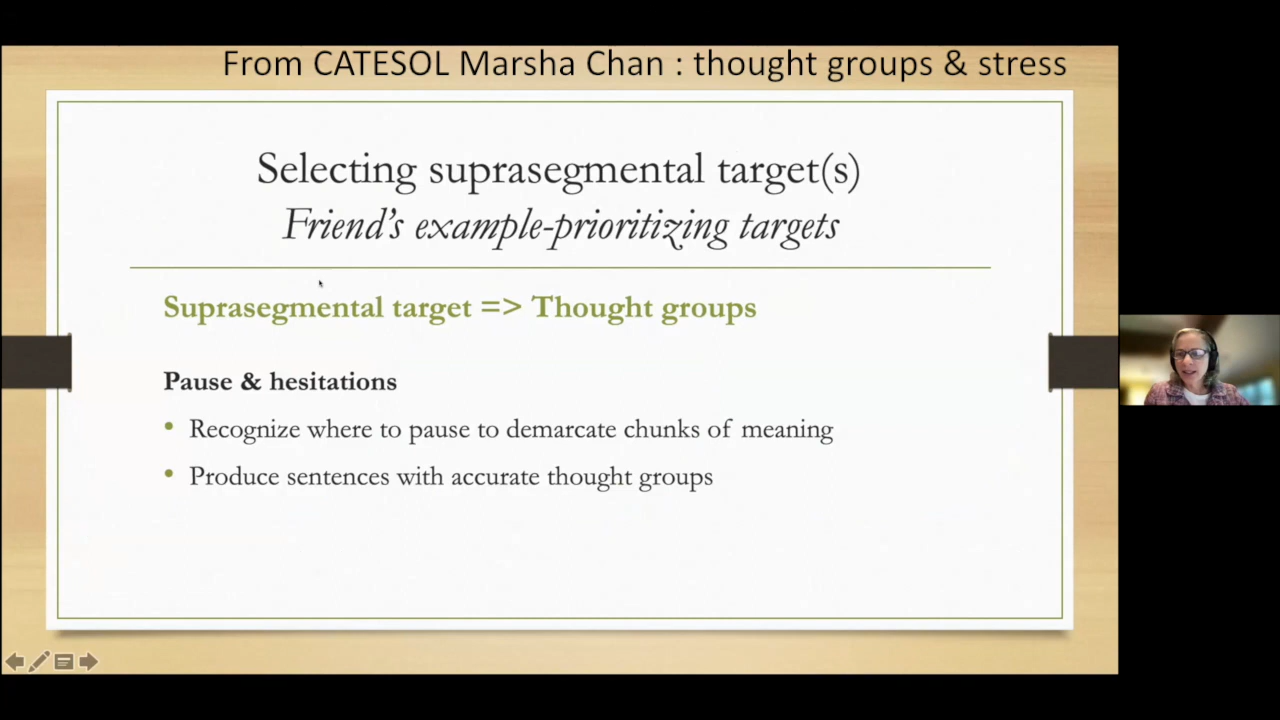 From CATESOL Marsha Chan : thought groups & stress
Selecting suprasegmental target(s)
Friend's example-prioritizing targets
Suprasegmental target => Thought groups
Pause & hesitations
• Recognize where to pause to demarcate chunks of meaning
• Produce sentences with accurate thought groups